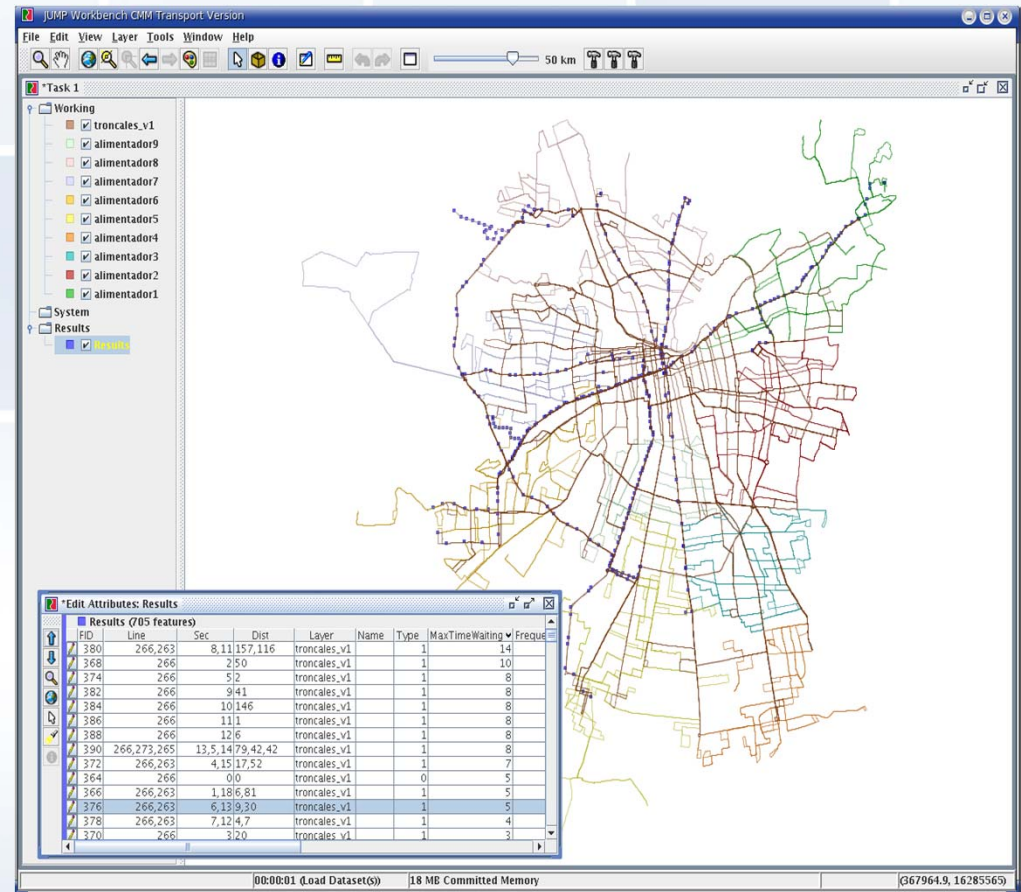 JUMP Workbench CMM Transport Version
File Edit View Layer Tools Window Help
50 km
*Task 1
Working
troncales_v1
alimentador9
alimentador8
alimentador7
alimentador6
alimentador5
alimentador4
alimentador3
alimentador2
alimentador1
System
Results
Results
*Edit Attributes: Results
Results (705 features)
FID Line Sec Dist Layer Name Type MaxTimeWaiting Freque
380 266,263 8,11 157,116 troncales_v1 1 14
368 266 2 50 troncales_v1 1 10
374 266 5 2 troncales_v1 1 8
382 266 9 41 troncales_v1 1 8
384 266 10 146 troncales_v1 1 8
386 266 11 1 troncales_v1 1 8
388 266 12 6 troncales_v1 1 8
390 266,273,265 13,5,14 79,42,42 troncales_v1 1 8
372 266,263 4,15 17,52 troncales_v1 1 7
364 266 0 0 troncales_v1 0 5
366 266,263 1,18 6,81 troncales_v1 1 5
376 266,263 6,13 9,30 troncales_v1 1 5
378 266,263 7,12 4,7 troncales_v1 1 4
370 266 3 20 troncales_v1 1 3
00:00:01 (Load Dataset(s)) 18 MB Committed Memory (367964.9, 16285565)